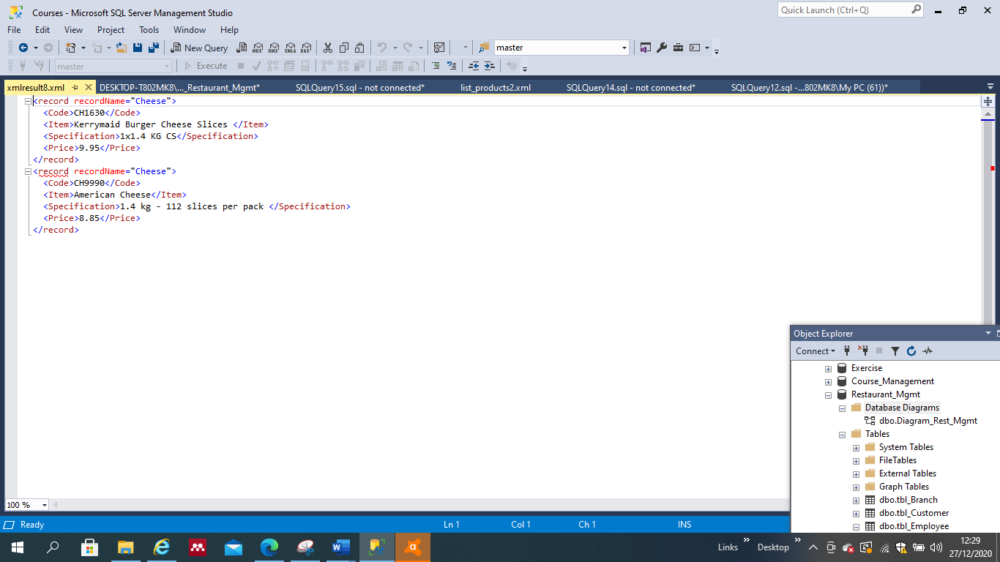 Courses - Microsoft SQL Server Management Studio
Quick Launch (Ctrl+Q)
File Edit View Project Tools Window Help
New Query MDX DMX XMLA DAX master
master Execute
xmlresult8.xml DESKTOP-T802MK8\..._Restaurant_Mgmt* SQLQuery15.sql - not connected* list_products2.xml SQLQuery14.sql - not connected* SQLQuery12.sql -...802MK8\My PC (61))*
<record recordName="Cheese">
<Code>CH1630</Code>
<Item>Kerrymaid Burger Cheese Slices </Item>
<Specification>1x1.4 KG CS</Specification>
<Price>9.95</Price>
</record>
<record recordName="Cheese">
<Code>CH9990</Code>
<Item>American Cheese</Item>
<Specification>1.4 kg - 112 slices per pack </Specification>
<Price>8.85</Price>
</record>
Object Explorer
Connect
Exercise
Course_Management
Restaurant_Mgmt
Database Diagrams
dbo.Diagram_Rest_Mgmt
Tables
System Tables
FileTables
External Tables
Graph Tables
dbo.tbl_Branch
dbo.tbl_Customer
dbo.tbl_Employee
100 %
Ready Ln 1 Col 1 Ch 1 INS
Links Desktop 12:29
27/12/2020